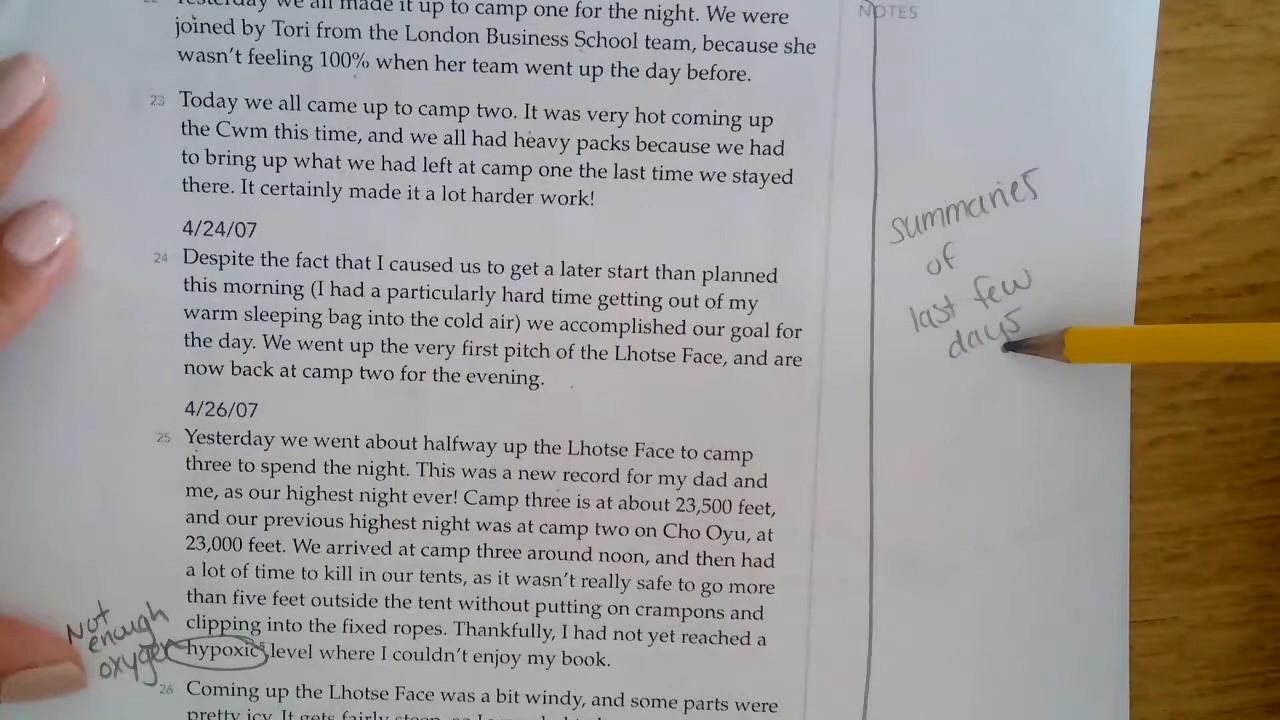 Yesterday we all made it up to camp one for the night. We were
joined by Tori from the London Business School team, because she
wasn't feeling 100% when her team went up the day before.
23 Today we all came up to camp two. It was very hot coming up
the Cwm this time, and we all had heavy packs because we had
to bring up what we had left at camp one the last time we stayed
there. It certainly made it a lot harder work!
4/24/07
24 Despite the fact that I caused us to get a later start than planned
this morning (I had a particularly hard time getting out of my
warm sleeping bag into the cold air) we accomplished our goal for
the day. We went up the very first pitch of the Lhotse Face, and are
now back at camp two for the evening.
4/26/07
25 Yesterday we went about halfway up the Lhotse Face to camp
three to spend the night. This was a new record for my dad and
me, as our highest night ever! Camp three is at about 23,500 feet,
and our previous highest night was at camp two on Cho Oyu, at
23,000 feet. We arrived at camp three around noon, and then had
a lot of time to kill in our tents, as it wasn't really safe to go more
than five feet outside the tent without putting on crampons and
clipping into the fixed ropes. Thankfully, I had not yet reached a
hypoxic level where I couldn't enjoy my book.
26 Coming up the Lhotse Face was a bit windy, and some parts were
pretty icy. It gets fairly
NOTES
summaries
of
last few
days
Not
enough
oxygen